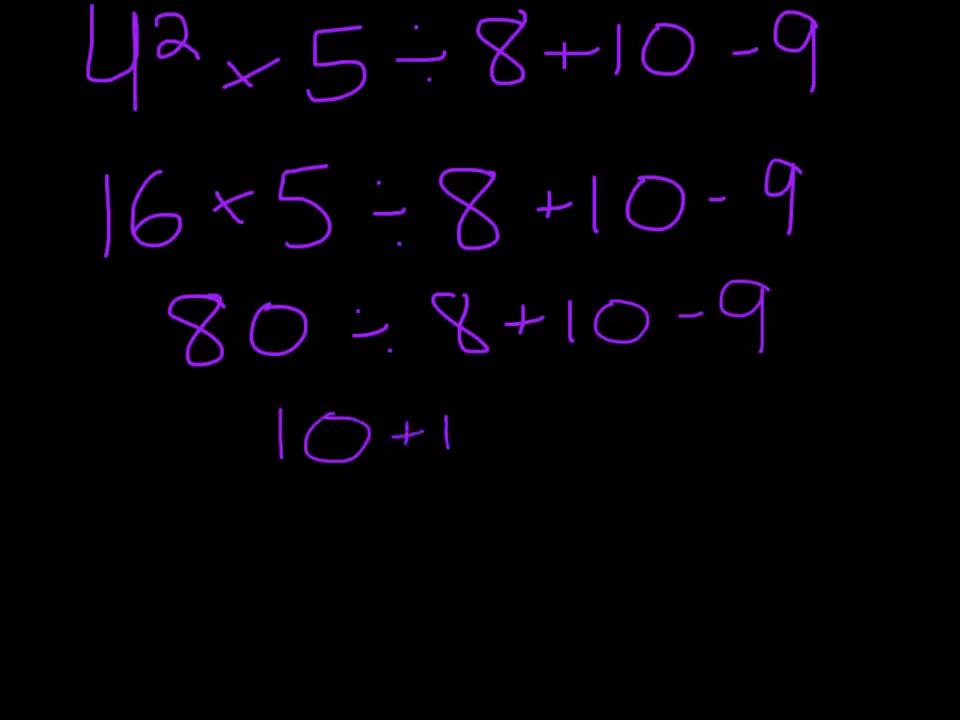 4² × 5 ÷ 8 + 10 - 9
16 × 5 ÷ 8 + 10 - 9
80 ÷ 8 + 10 - 9
10 + 1